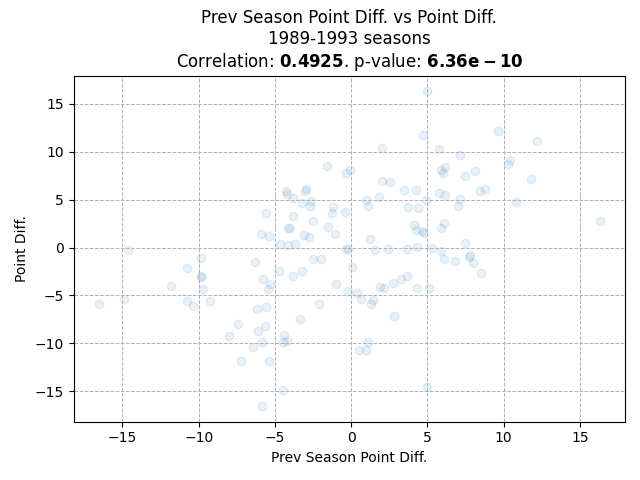 Prev Season Point Diff. vs Point Diff.
1989-1993 seasons
Correlation: 0.4925. p-value: 6.36e − 10
15
10
5
0
−5
−10
−15
Point Diff.
−15
−10
−5
0
5
10
15
Prev Season Point Diff.